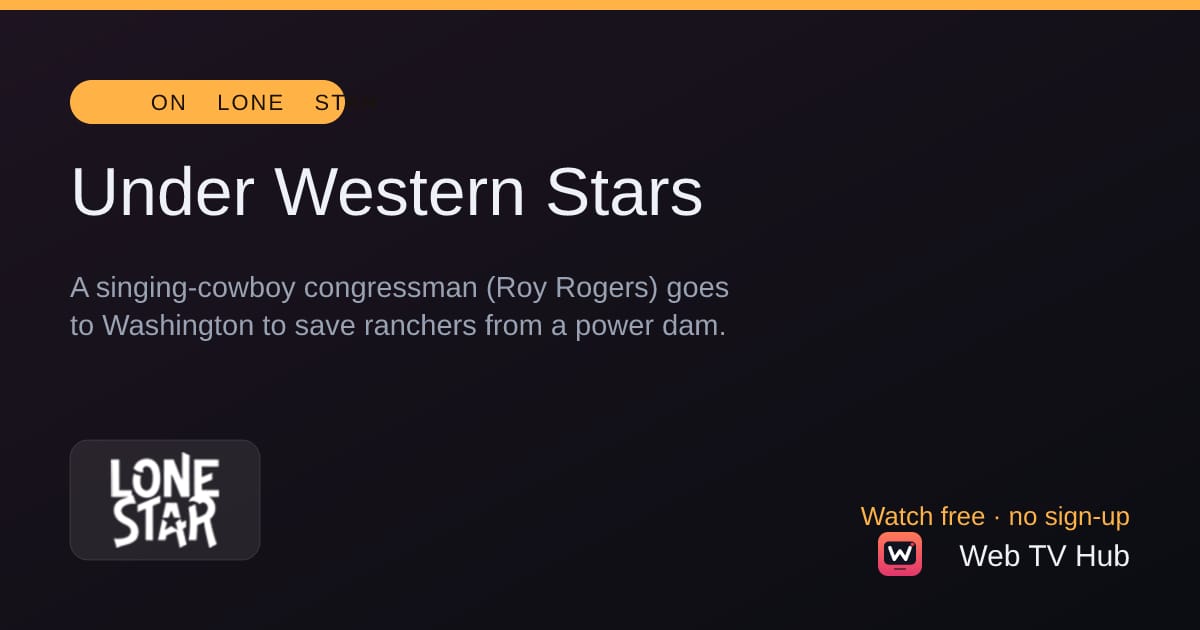 ON LONE STAR
Under Western Stars
A singing-cowboy congressman (Roy Rogers) goes
to Washington to save ranchers from a power dam.
LONE
STAR
Watch free · no sign-up
W
Web TV Hub